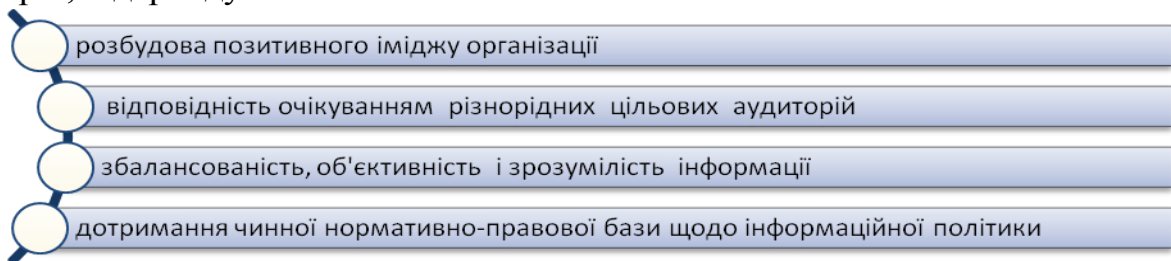 розбудова позитивного іміджу організації
відповідність очікуванням різнорідних цільових аудиторій
збалансованість, об'єктивність і зрозумілість інформації
дотримання чинної нормативно-правової бази щодо інформаційної політики